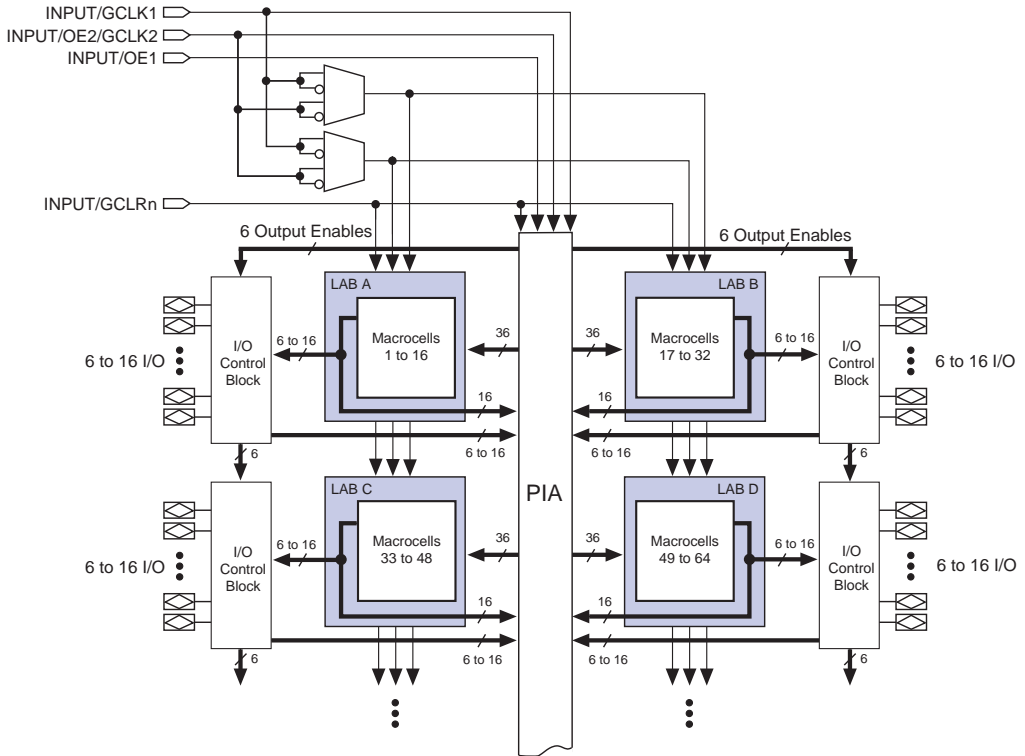 INPUT/GCLK1
INPUT/OE2/GCLK2
INPUT/OE1
INPUT/GCLRn
6 Output Enables
6 Output Enables
LAB A
LAB B
6 to 16 I/O
I/O
Control
Block
6 to 16
Macrocells
1 to 16
36
36
Macrocells
17 to 32
6 to 16
I/O
Control
Block
6 to 16 I/O
16
16
6 to 16
6 to 16
6
6
PIA
LAB C
LAB D
6 to 16 I/O
I/O
Control
Block
6 to 16
Macrocells
33 to 48
36
36
Macrocells
49 to 64
6 to 16
I/O
Control
Block
6 to 16 I/O
16
16
6 to 16
6 to 16
6
6